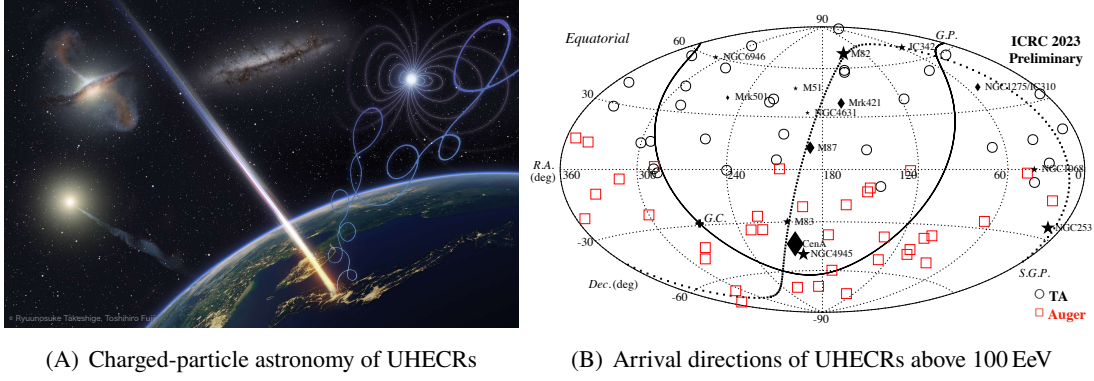 © Ryuunosuke Takeshige, Toshihiro Fujii
(A) Charged-particle astronomy of UHECRs
Equatorial
90
ICRC 2023
Preliminary
G.P.
60
M82
IC342
NGC6946
30
Mrk501
M51
Mrk421
NGC1275/IC310
NGC4631
M87
R.A.
(deg)
360
300
240
180
120
60
0
NGC1068
G.C.
M83
CenA
NGC4945
NGC253
-30
Dec.(deg)
-60
-90
S.G.P.
TA
Auger
(B) Arrival directions of UHECRs above 100 EeV